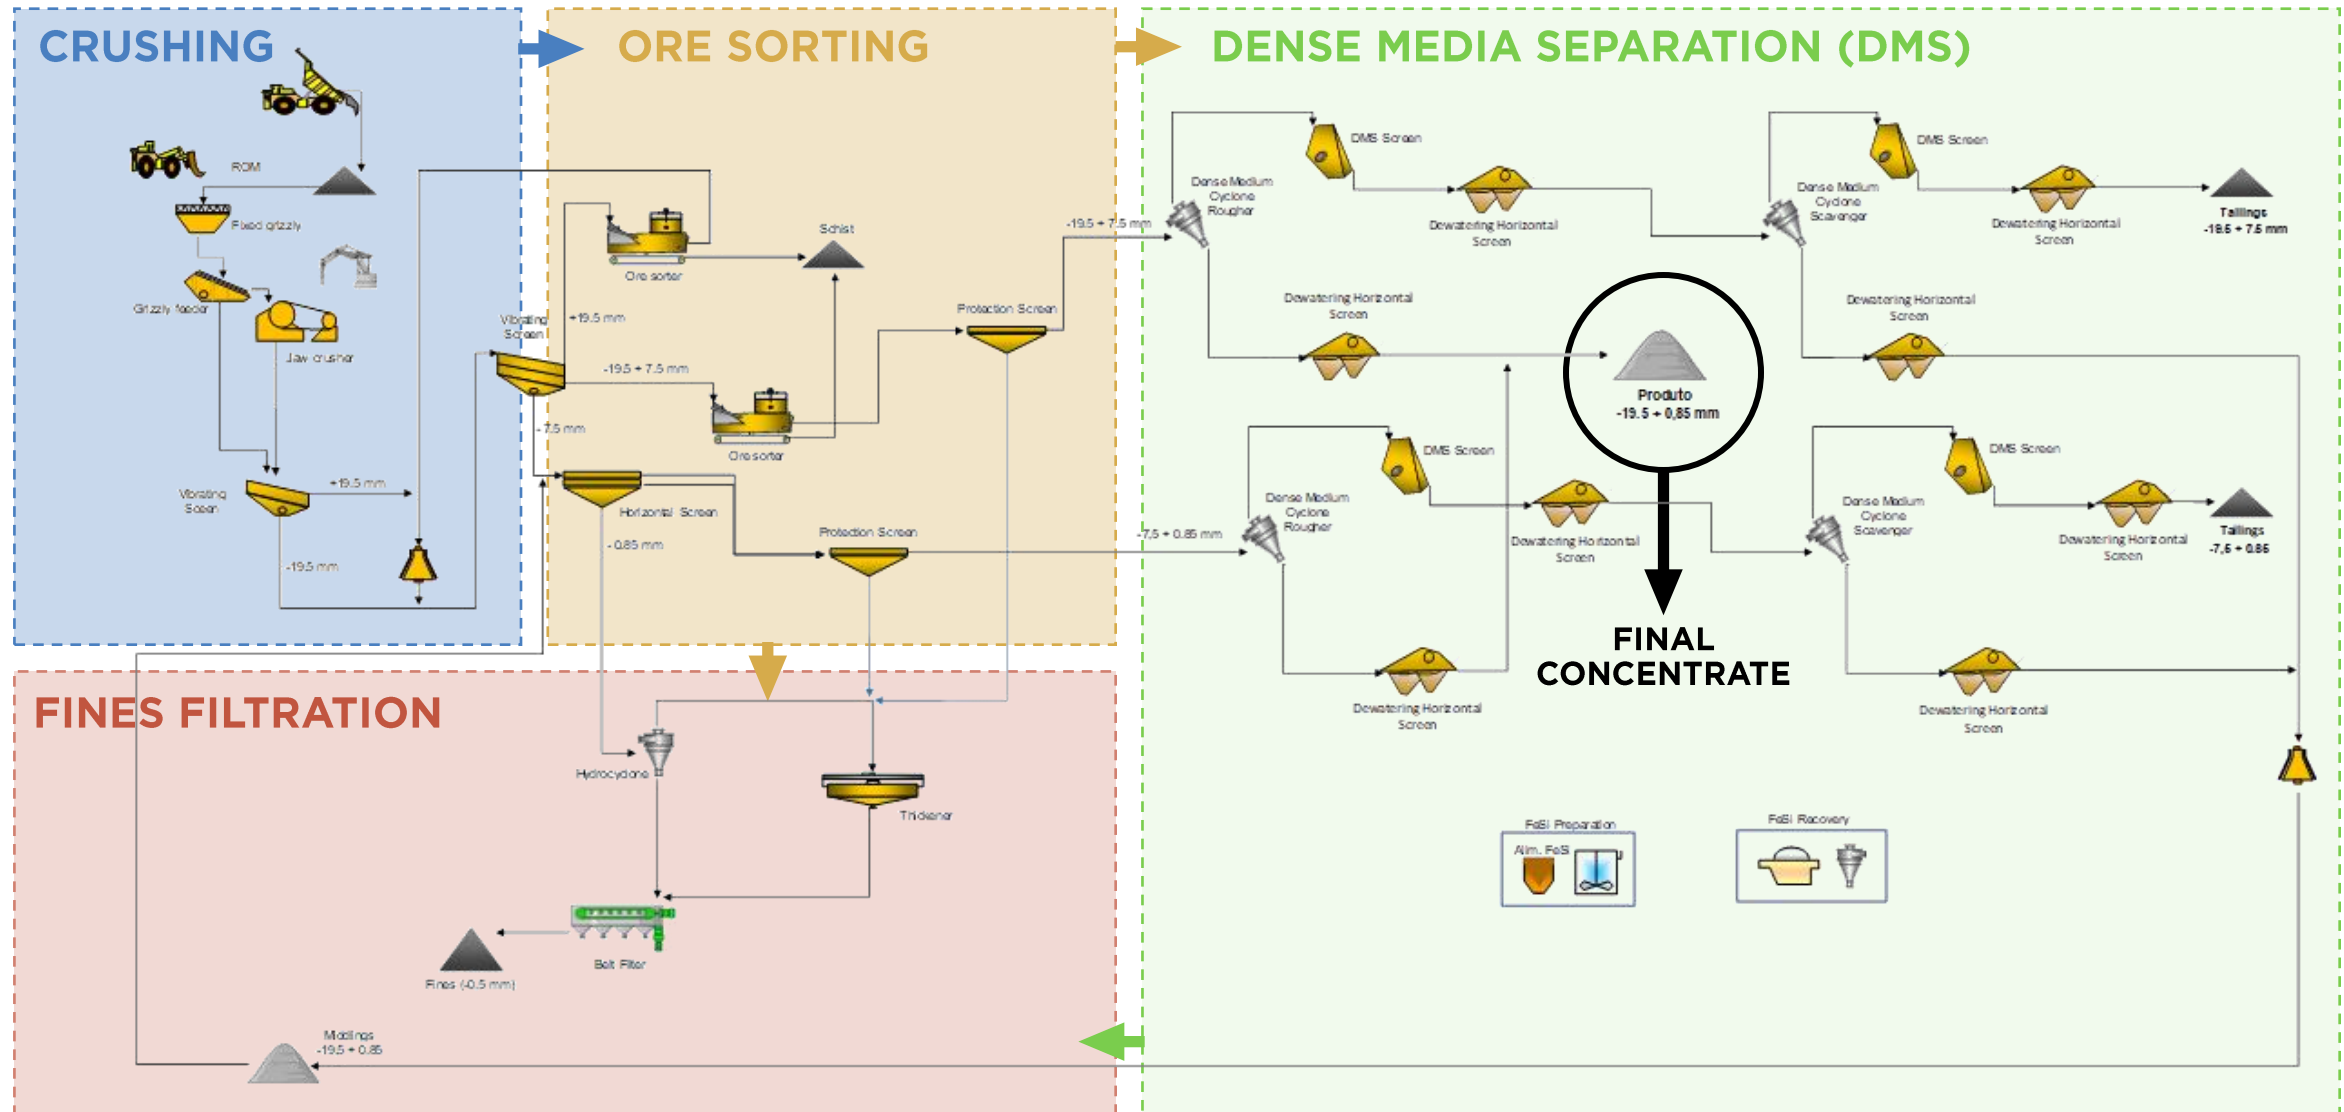 CRUSHING
ROM
Fixed grizzly
Grizzly feeder
Jaw crusher
Vibrating
Sceen
+19.5 mm
-19.5 mm
ORE SORTING
Vibrating
Screen
+19.5 mm
-19.5 + 7.5 mm
- 7.5 mm
Ore sorter
Schist
Ore sorter
Protection Screen
Horizontal Screen
- 0.85 mm
Protection Screen
DENSE MEDIA SEPARATION (DMS)
-19.5 + 7.5 mm
Dense Medium
Cyclone
Rougher
DMS Screen
Dewatering Horizontal
Screen
Dense Medium
Cyclone
Scavenger
DMS Screen
Dewatering Horizontal
Screen
Tailings
-19.5 + 7.5 mm
Dewatering Horizontal
Screen
Produto
-19.5 + 0,85 mm
Dewatering Horizontal
Screen
-7,5 + 0.85 mm
Dense Medium
Cyclone
Rougher
DMS Screen
Dewatering Horizontal
Screen
Dense Medium
Cyclone
Scavenger
DMS Screen
Dewatering Horizontal
Screen
Tailings
-7,5 + 0.85
FINAL
CONCENTRATE
Dewatering Horizontal
Screen
Dewatering Horizontal
Screen
FeSi Preparation
Alim. FeSi
FeSi Recovery
FINES FILTRATION
Hydrocyclone
Thickener
Belt Filter
Fines (-0.5 mm)
Middlings
-19.5 + 0.85